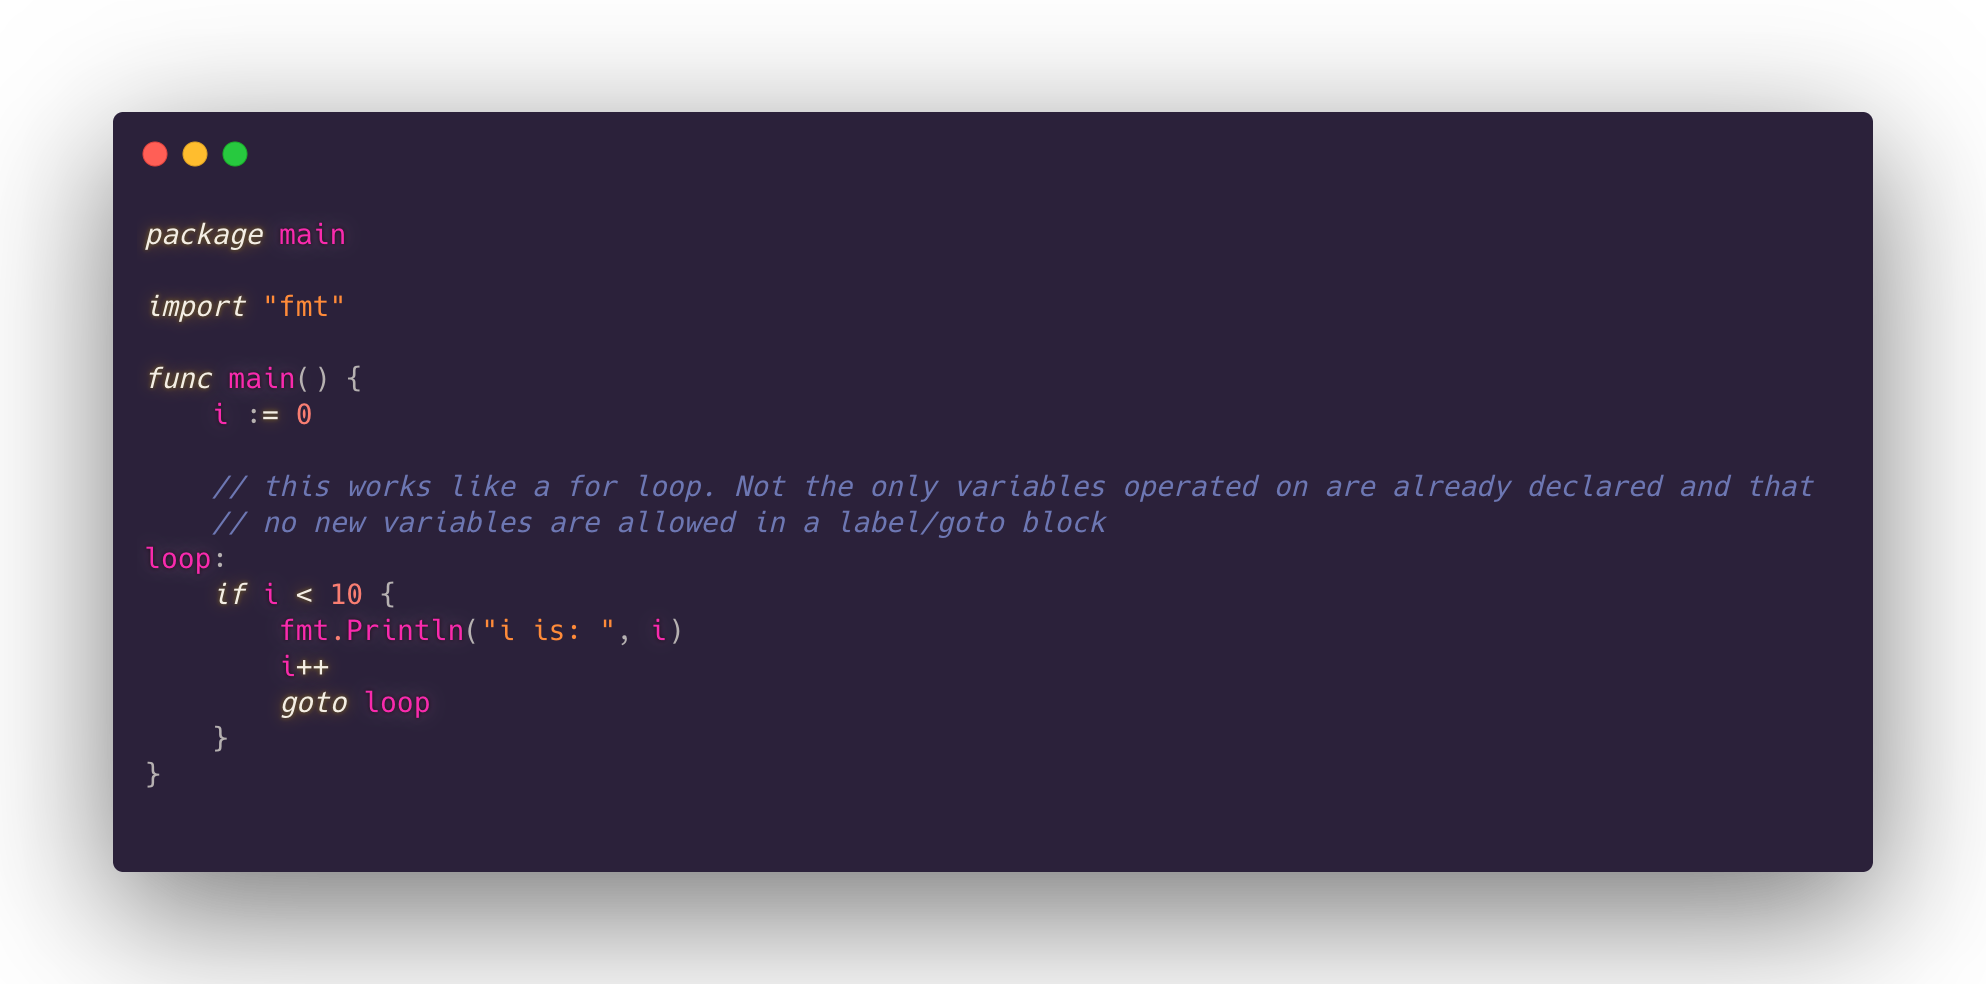 package main

import "fmt"

func main() {
    i := 0

    // this works like a for loop. Not the only variables operated on are already declared and that
    // no new variables are allowed in a label/goto block
loop:
    if i < 10 {
        fmt.Println("i is: ", i)
        i++
        goto loop
    }
}